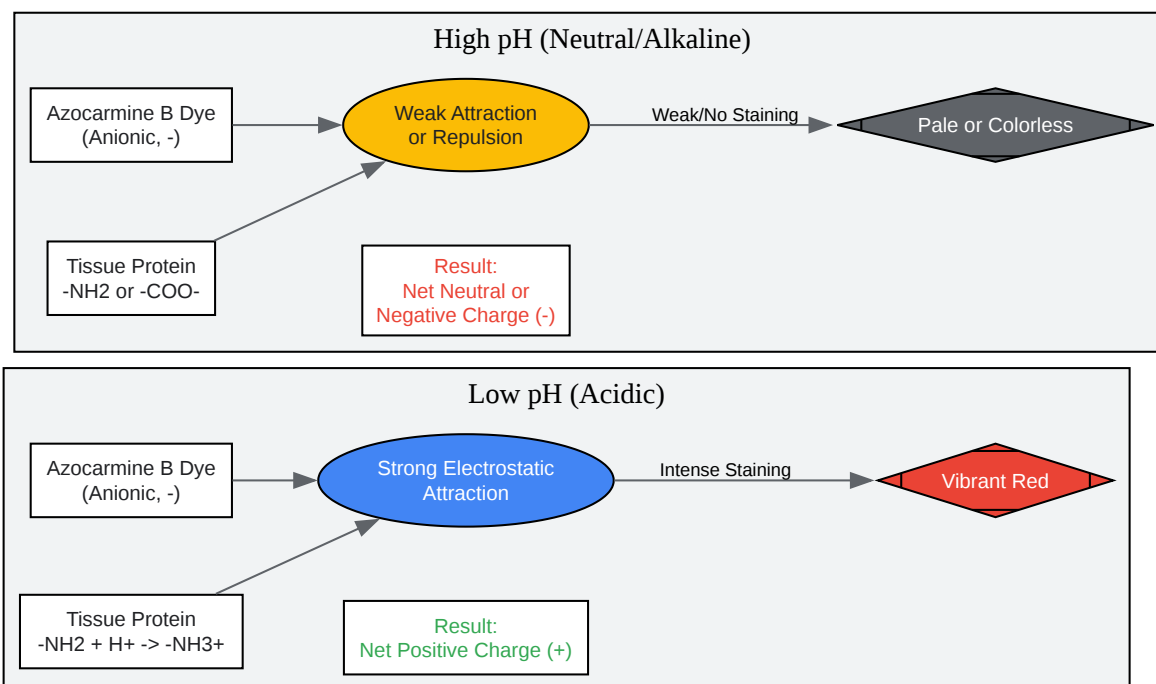 High pH (Neutral/Alkaline)
Azocarmine B Dye
(Anionic, -)
Weak Attraction
or Repulsion
Weak/No Staining
Pale or Colorless
Tissue Protein
-NH2 or -COO-
Result:
Net Neutral or
Negative Charge (-)
Low pH (Acidic)
Azocarmine B Dye
(Anionic, -)
Strong Electrostatic
Attraction
Intense Staining
Vibrant Red
Tissue Protein
-NH2 + H+ -> -NH3+
Result:
Net Positive Charge (+)